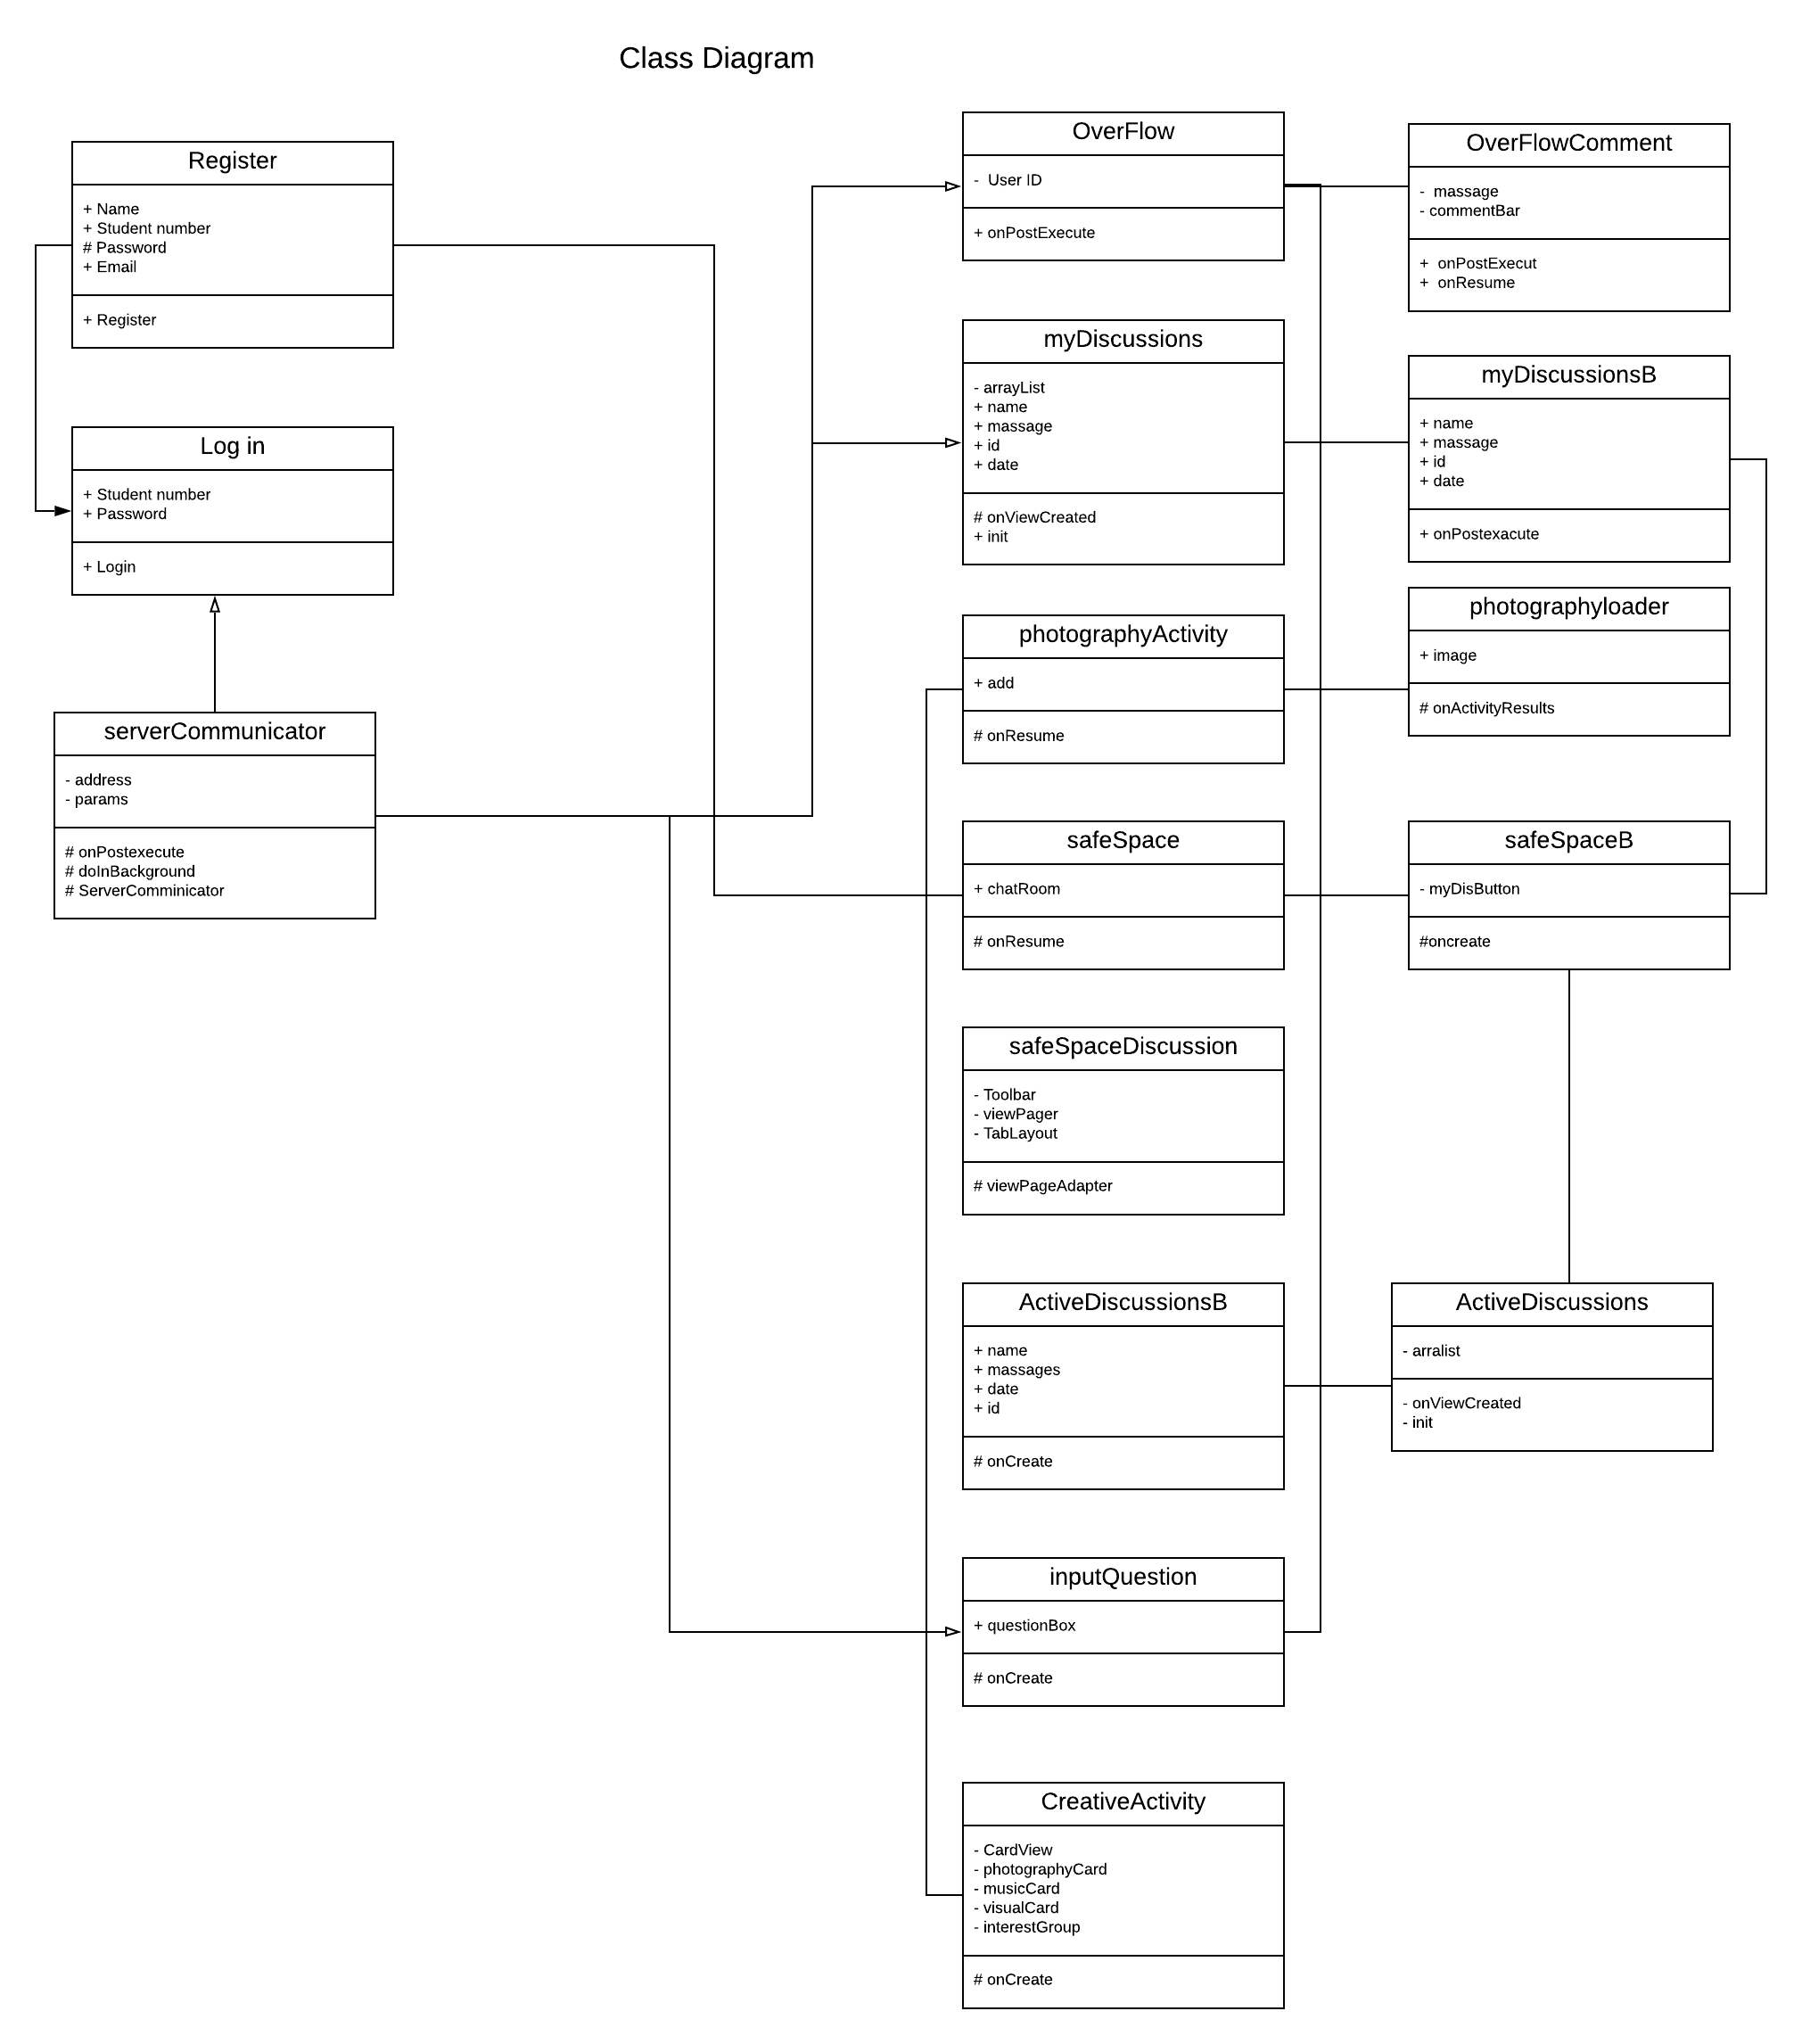 Class Diagram
Register
+ Name
+ Student number
# Password
+ Email
+ Register
Log in
+ Student number
+ Password
+ Login
serverCommunicator
- address
- params
# onPostexecute
# doInBackground
# ServerComminicator
OverFlow
-  User ID
+ onPostExecute
OverFlowComment
-  massage
- commentBar
+  onPostExecut
+  onResume
myDiscussions
- arrayList
+ name
+ massage
+ id
+ date
# onViewCreated
+ init
myDiscussionsB
+ name
+ massage
+ id
+ date
+ onPostexacute
photographyActivity
+ add
# onResume
photographyloader
+ image
# onActivityResults
safeSpace
+ chatRoom
# onResume
safeSpaceB
- myDisButton
#oncreate
safeSpaceDiscussion
- Toolbar
- viewPager
- TabLayout
# viewPageAdapter
ActiveDiscussionsB
+ name
+ massages
+ date
+ id
# onCreate
ActiveDiscussions
- arralist
- onViewCreated
- init
inputQuestion
+ questionBox
# onCreate
CreativeActivity
- CardView
- photographyCard
- musicCard
- visualCard
- interestGroup
# onCreate